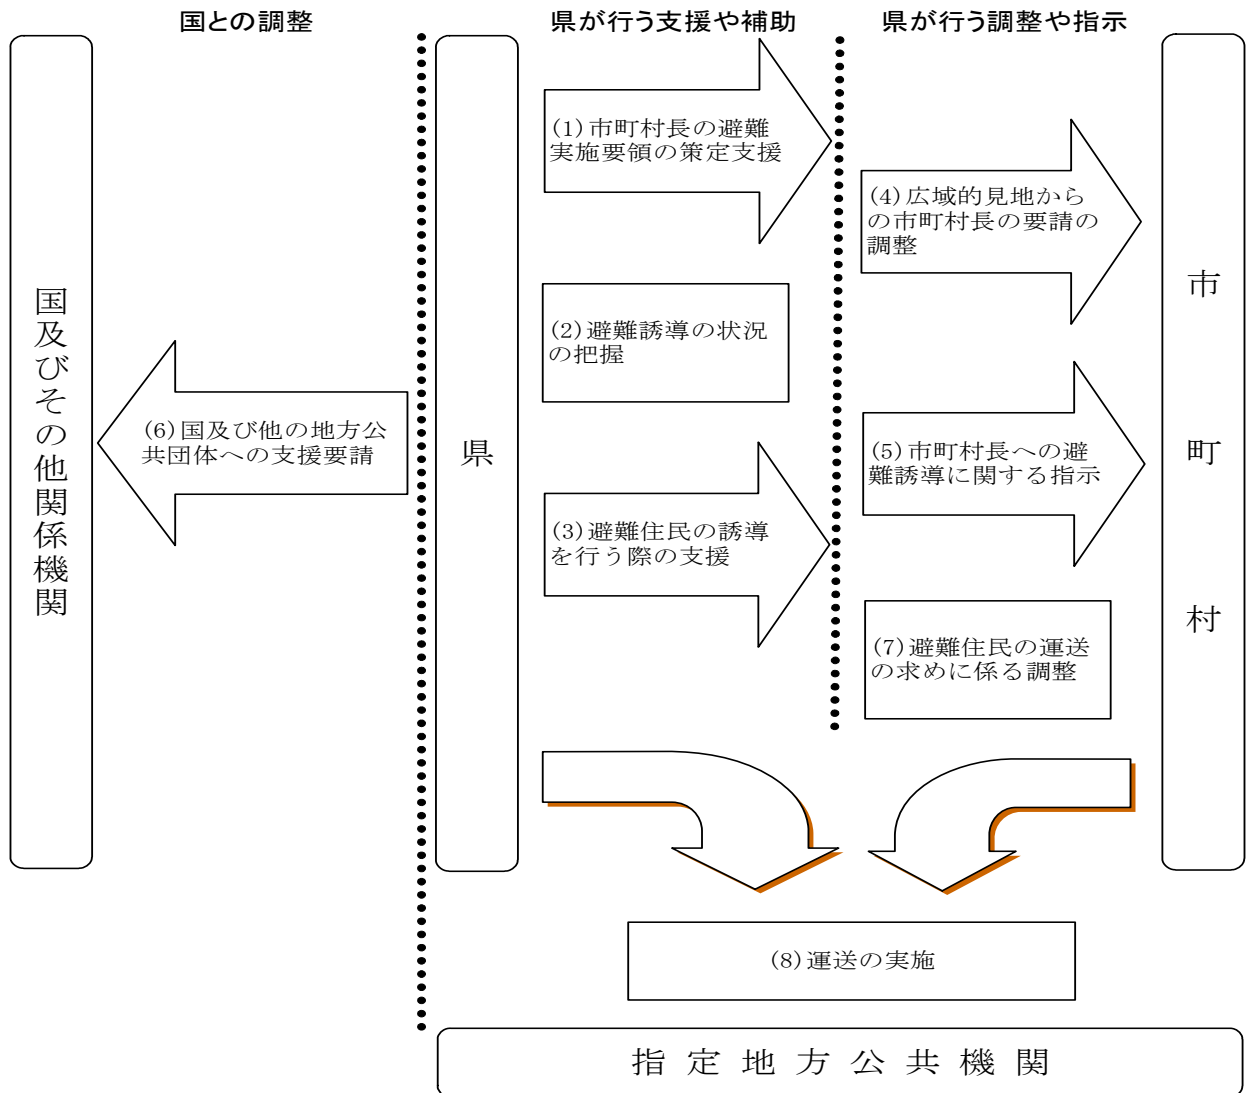 国との調整
県が行う支援や補助
県が行う調整や指示
国及びその他関係機関
県
市町村
(1)市町村長の避難
実施要領の策定支援
(2)避難誘導の状況
の把握
(3)避難住民の誘導
を行う際の支援
(4)広域的見地から
の市町村長の要請の
調整
(5)市町村長への避
難誘導に関する指示
(6)国及び他の地方公
共団体への支援要請
(7)避難住民の運送
の求めに係る調整
(8)運送の実施
指定地方公共機関